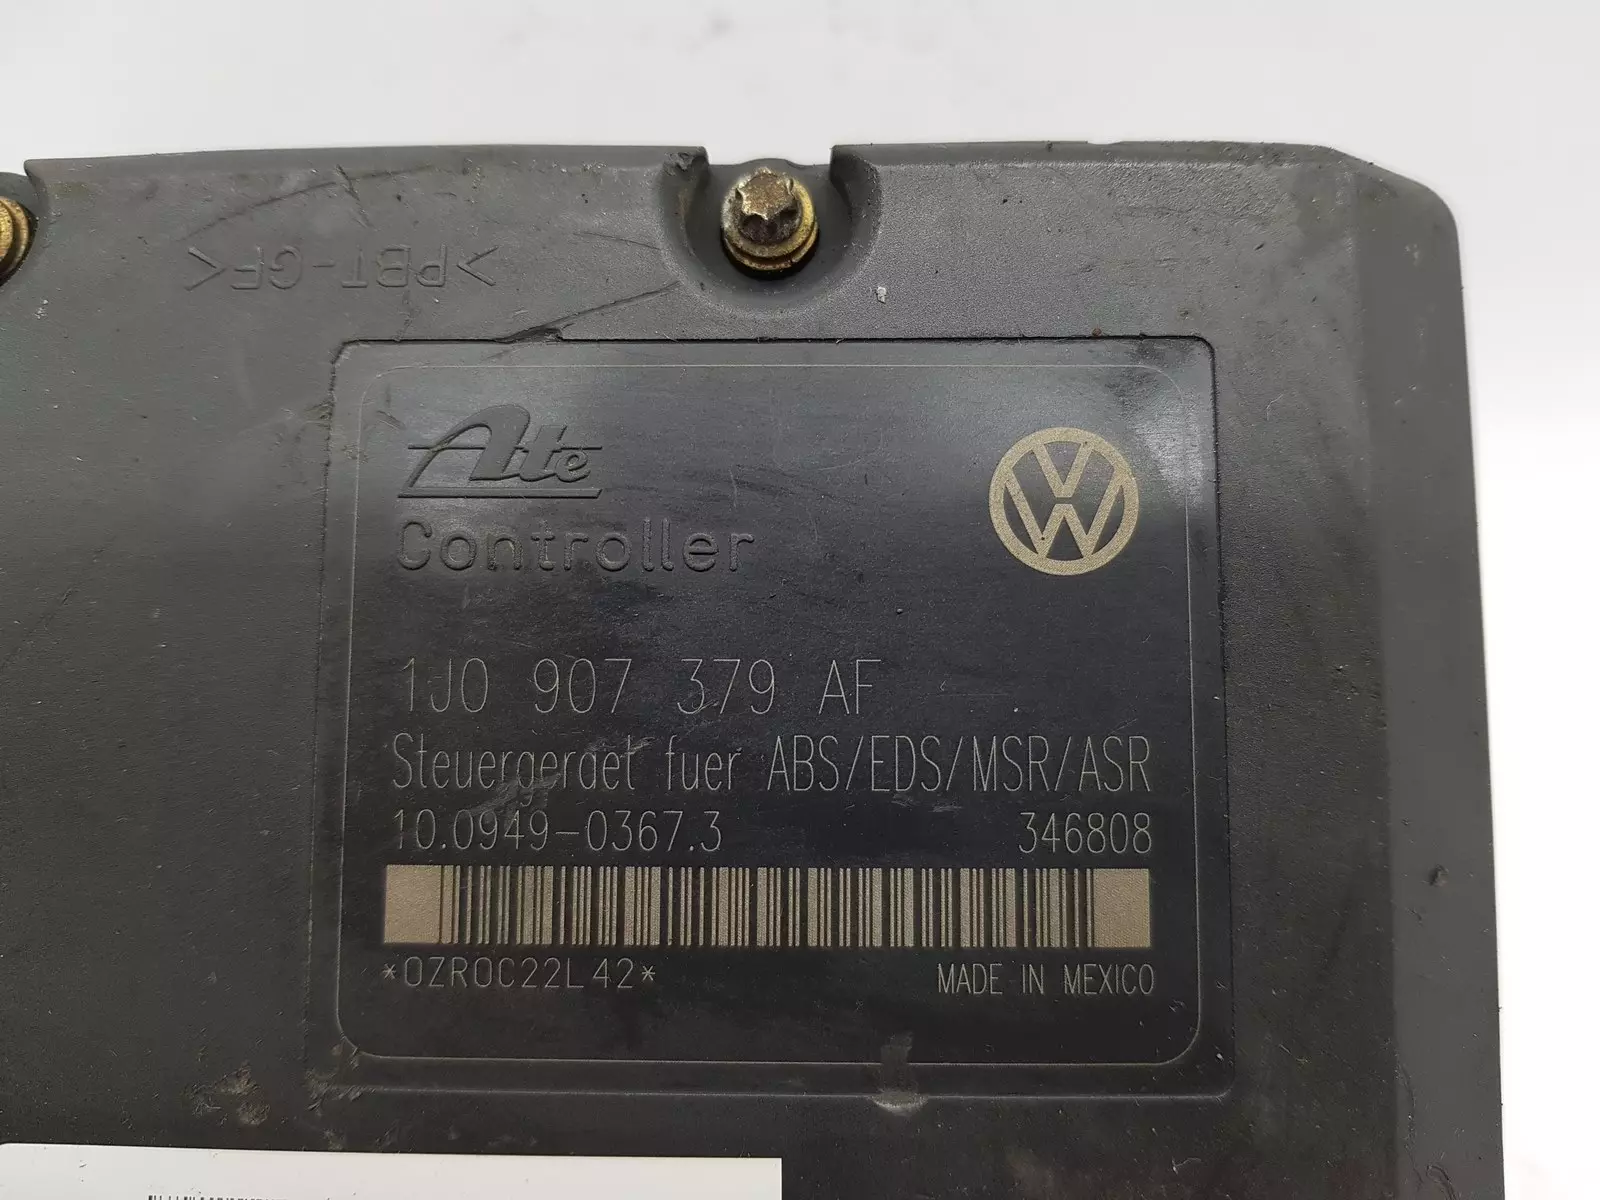 >PBT-GF<
Ate
Controller
1J0 907 379 AF
Steuergeraet fuer ABS/EDS/MSR/ASR
10.0949-0367.3 346808
*0ZR0C22L42* MADE IN MEXICO